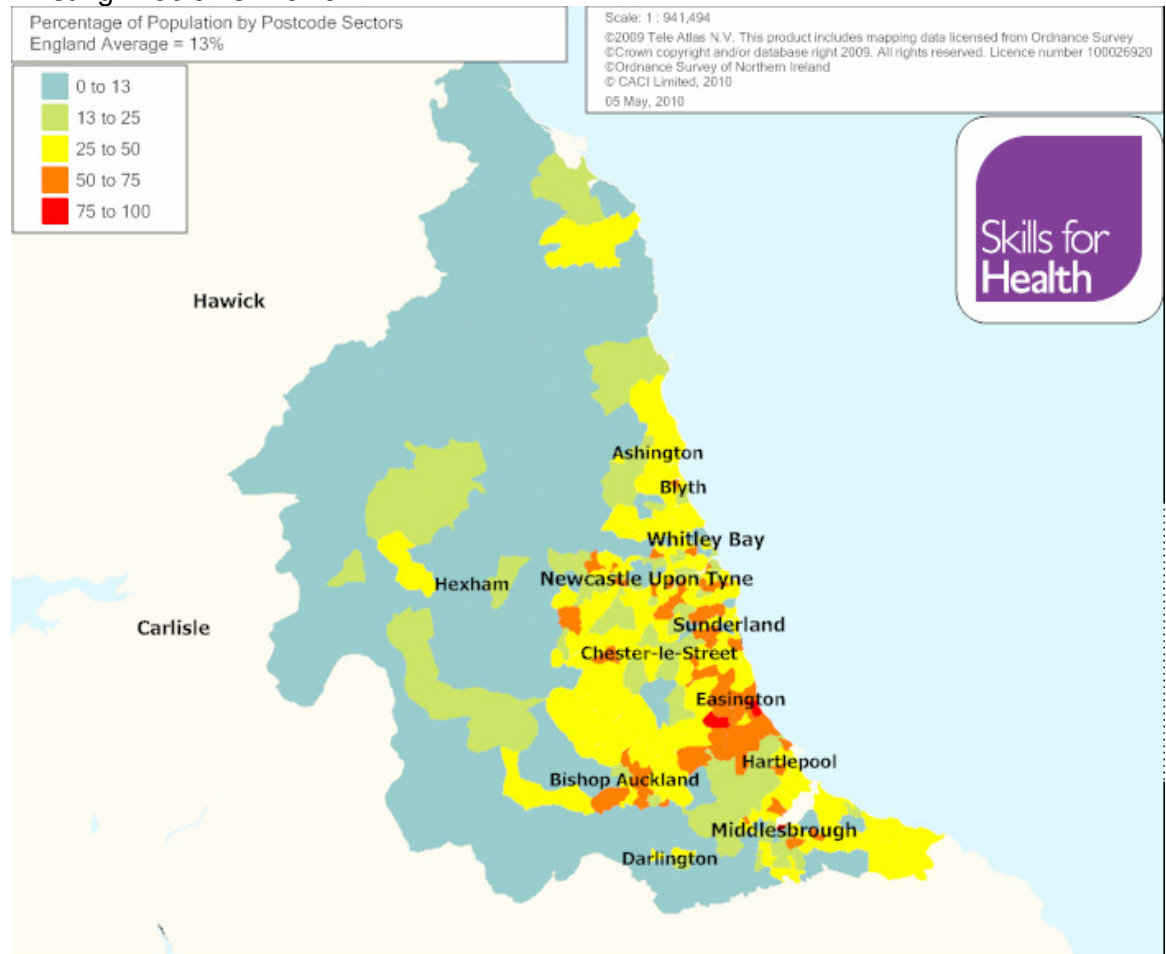 Percentage of Population by Postcode Sectors
England Average = 13%
0 to 13
13 to 25
25 to 50
50 to 75
75 to 100
Scale: 1 : 941,494
©2009 Tele Atlas N.V. This product includes mapping data licensed from Ordnance Survey
©Crown copyright and/or database right 2009. All rights reserved. Licence number 100026920
©Ordnance Survey of Northern Ireland
© CACI Limited, 2010
05 May, 2010
Skills for
Health
Hawick
Ashington
Blyth
Whitley Bay
Newcastle Upon Tyne
Hexham
Carlisle
Sunderland
Chester-le-Street
Easington
Hartlepool
Bishop Auckland
Middlesbrough
Darlington